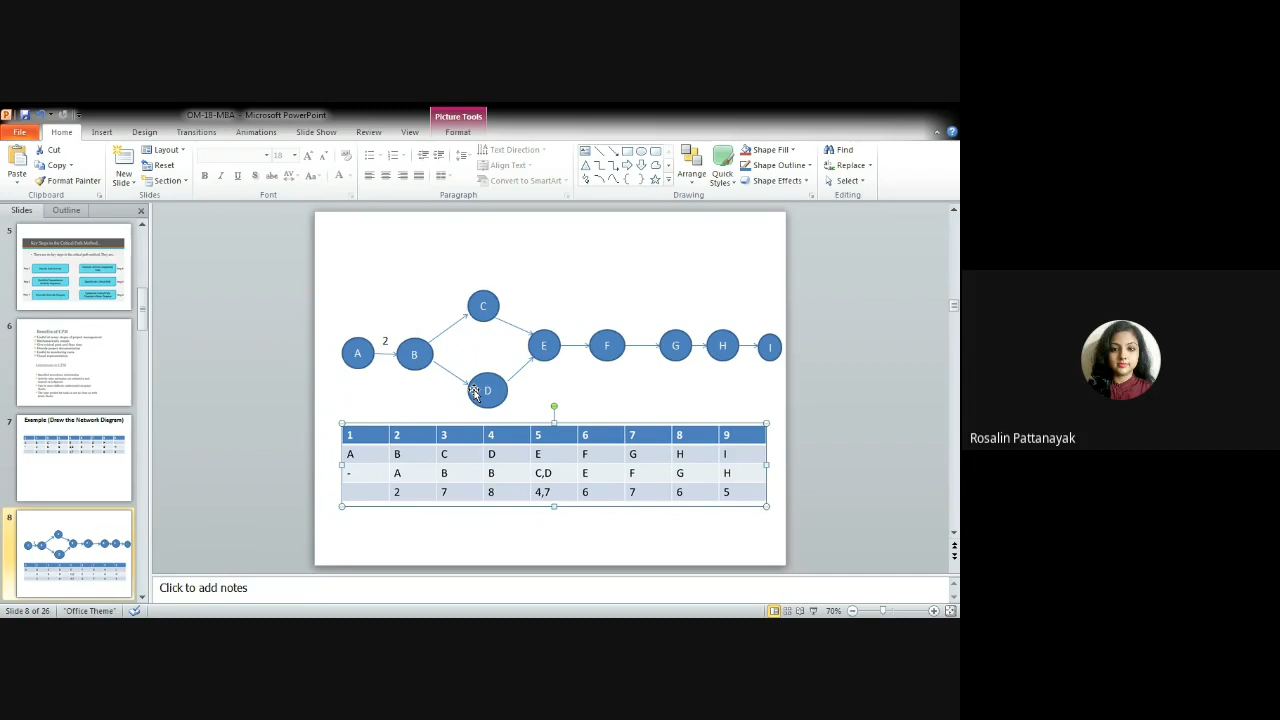 OM-18-MBA - Microsoft PowerPoint
Picture Tools
File Home Insert Design Transitions Animations Slide Show Review View Format
Paste
Cut
Copy
Format Painter
Clipboard
New Slide
Layout
Reset
Section
Slides
18
Font
Paragraph
Text Direction
Align Text
Convert to SmartArt
Arrange
Quick Styles
Shape Fill
Shape Outline
Shape Effects
Drawing
Find
Replace
Select
Editing
Slides Outline
5
Key Steps in the Critical Path Method
6
Benefits of CPM
7
Example (Draw the Network Diagram)
8
C
2
A B E F G H I
D
1 2 3 4 5 6 7 8 9
A B C D E F G H I
- A B B C,D E F G H
2 7 8 4,7 6 7 6 5
Click to add notes
Slide 8 of 26 "Office Theme" 70%
Rosalin Pattanayak